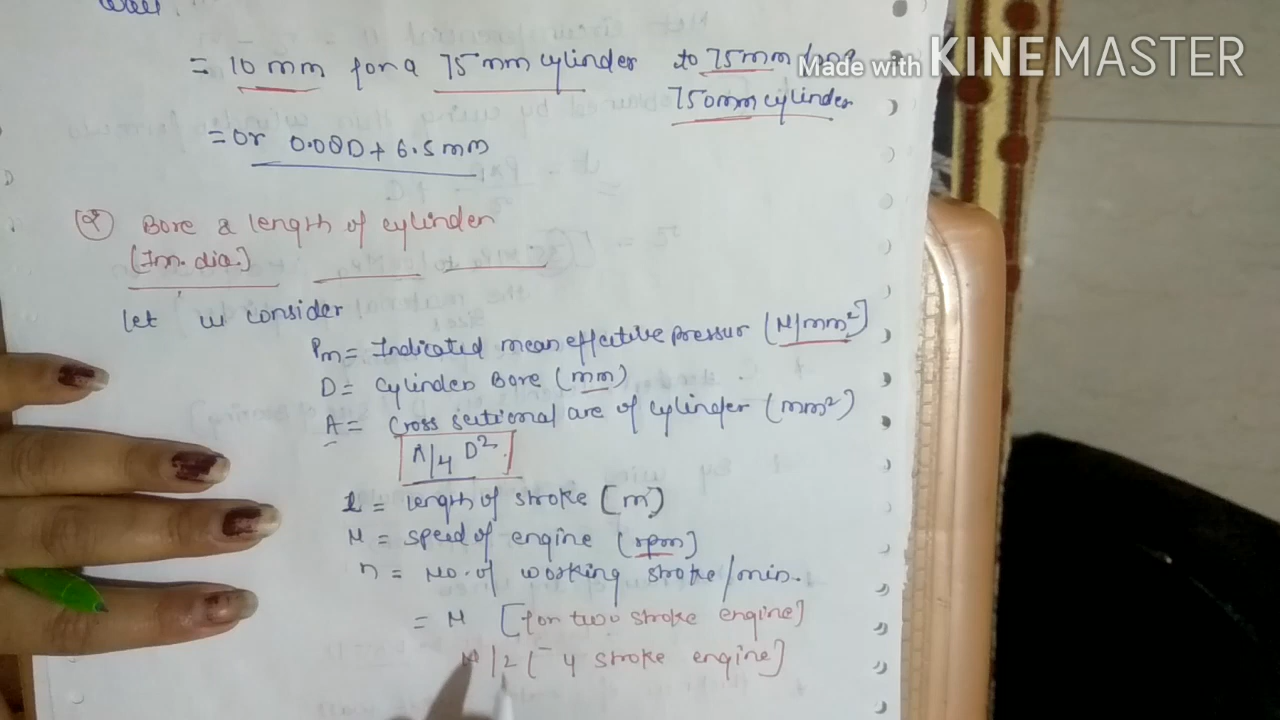 Made with KINEMASTER
= 10 mm for a 75 mm cylinder to 75mm for a
750mm cylinder
= or 0.08D + 6.5 mm
② Bore & length of cylinder
(In. dia.)
let us consider
Pm = Indicated mean effective pressur (N/mm²)
D = Cylinder Bore (mm)
A = Cross sectional are of cylinder (mm²)
π/4 D²
l = length of stroke (m)
N = speed of engine (rpm)
n = No. of working stroke/min.
= N [for two stroke engine]
N/2 [ - 4 stroke engine]